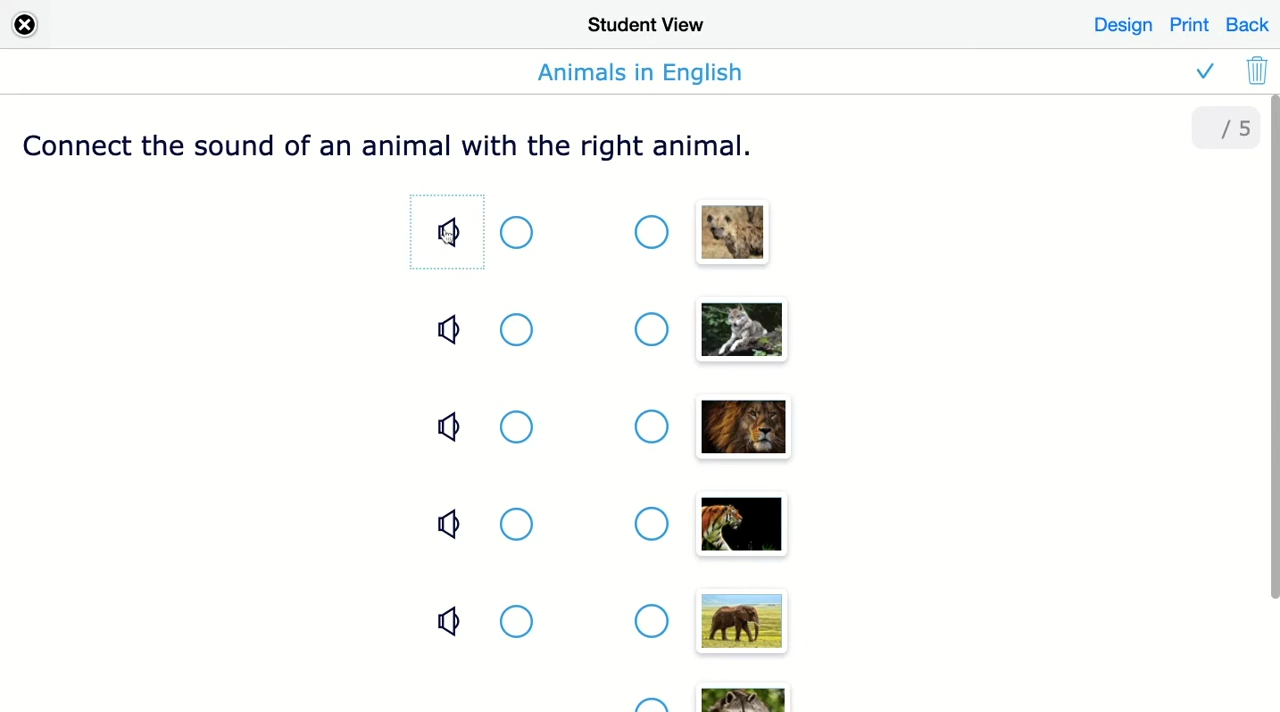 Student View
Design Print Back
Animals in English
/ 5
Connect the sound of an animal with the right animal.